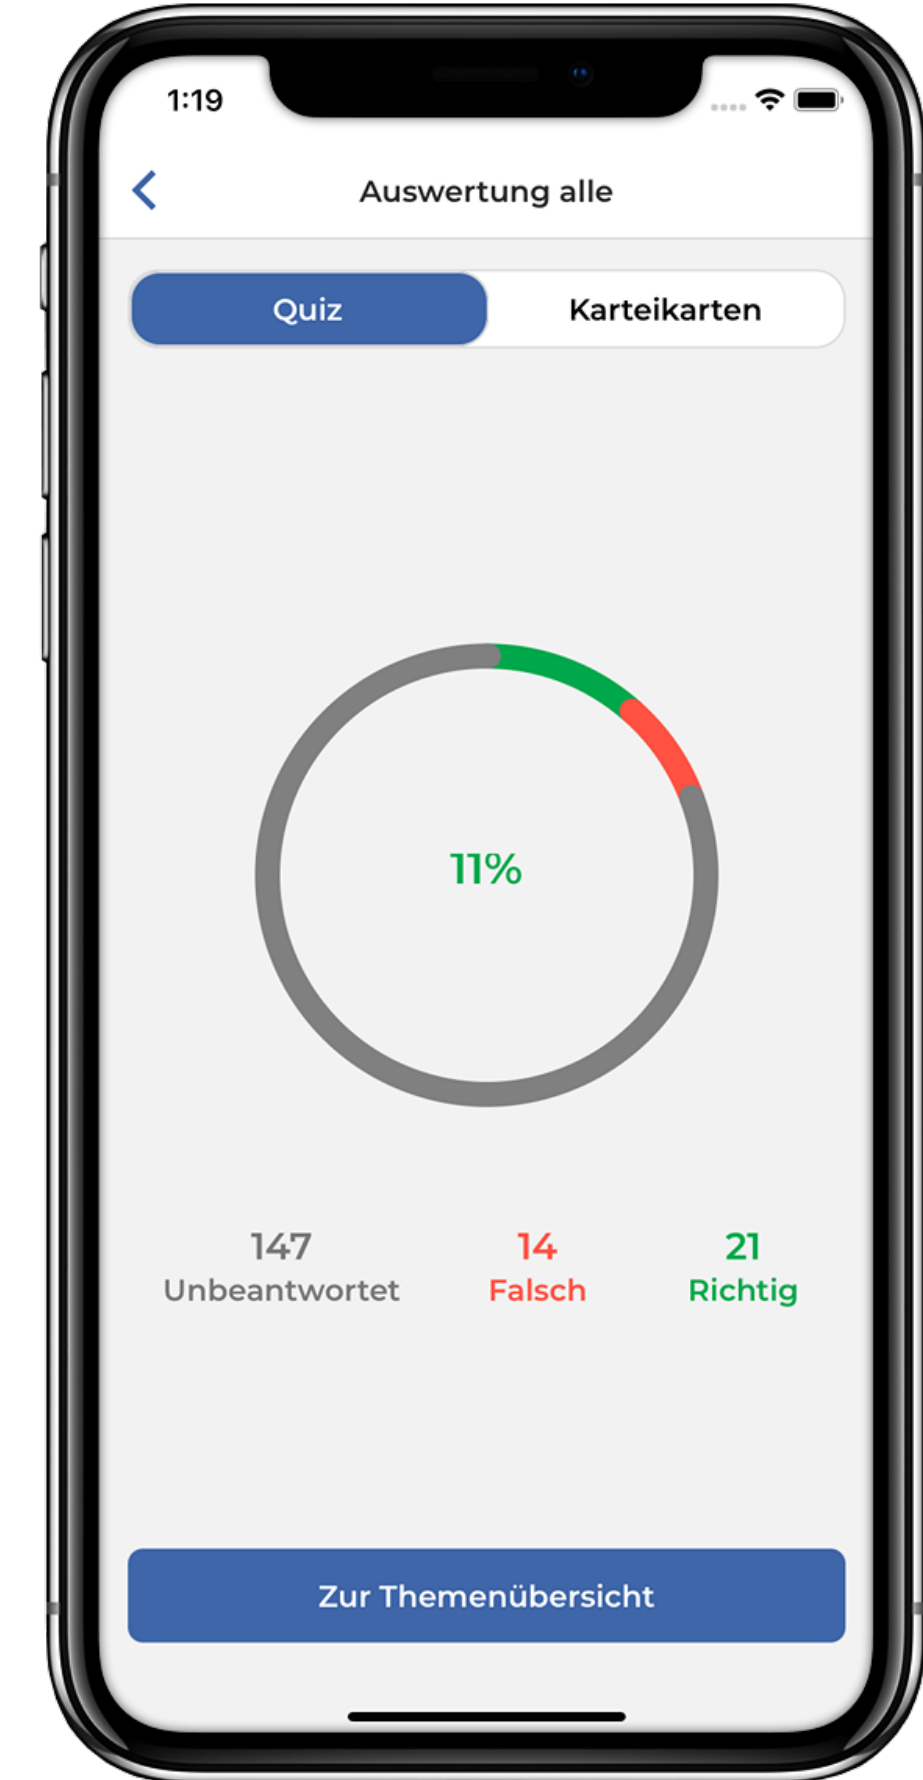 1:19
Auswertung alle
Quiz Karteikarten
11%
147 14 21
Unbeantwortet Falsch Richtig
Zur Themenübersicht